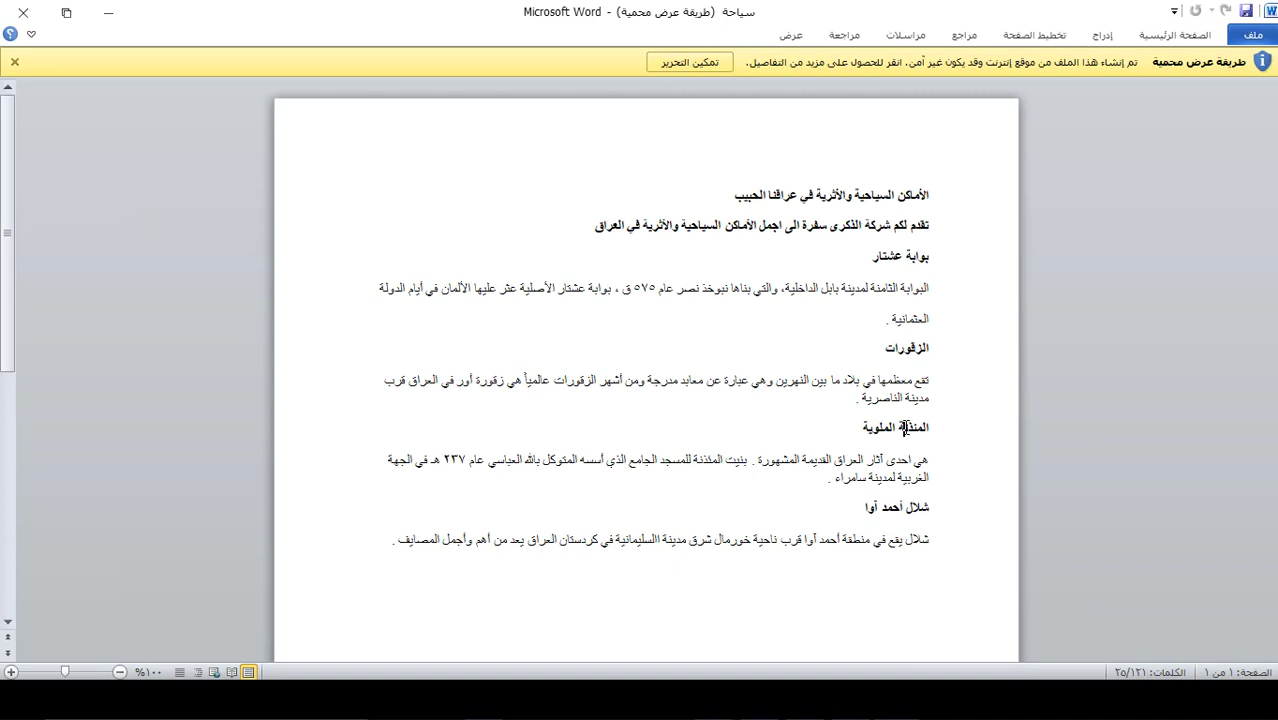 سياحة (طريقة عرض محمية) - Microsoft Word
ملف الصفحة الرئيسية إدراج تخطيط الصفحة مراجع مراسلات مراجعة عرض
طريقة عرض محمية تم إنشاء هذا الملف من موقع إنترنت وقد يكون غير آمن. انقر للحصول على مزيد من التفاصيل. تمكين التحرير
الأماكن السياحية والأثرية في عراقنا الحبيب
تقدم لكم شركة الذكرى سفرة الى اجمل الأماكن السياحية والأثرية في العراق
بوابة عشتار
البوابة الثامنة لمدينة بابل الداخلية، والتي بناها نبوخذ نصر عام ٥٧٥ ق ، بوابة عشتار الأصلية عثر عليها الألمان في أيام الدولة
العثمانية .
الزقورات
تقع معظمها في بلاد ما بين النهرين وهي عبارة عن معابد مدرجة ومن أشهر الزقورات عالمياً هي زقورة أور في العراق قرب
مدينة الناصرية .
المئذنة الملوية
هي احدى آثار العراق القديمة المشهورة . بنيت المئذنة للمسجد الجامع الذي أسسه المتوكل بالله العباسي عام ٢٣٧ هـ في الجهة
الغربية لمدينة سامراء .
شلال أحمد آوا
شلال يقع في منطقة أحمد آوا قرب ناحية خورمال شرق مدينة االسليمانية في كردستان العراق يعد من أهم وأجمل المصايف .
الصفحة: ١ من ١ الكلمات: ٢٥/١٢١ ١٠٠%